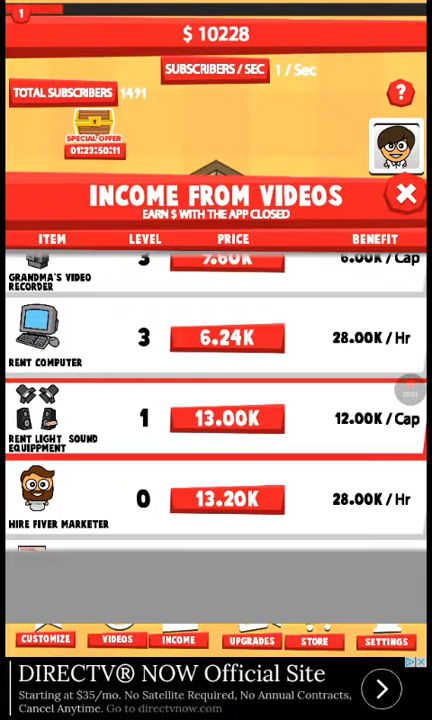 1
$ 10228
SUBSCRIBERS / SEC 1 / Sec
TOTAL SUBSCRIBERS 1491
?
SPECIAL OFFER
01:23:50:11
INCOME FROM VIDEOS
EARN $ WITH THE APP CLOSED
ITEM LEVEL PRICE BENEFIT
GRANDMA'S VIDEO
RECORDER
3 7.60K 6.00K / Cap
RENT COMPUTER
3 6.24K 28.00K / Hr
RENT LIGHT SOUND
EQUIPPMENT
1 13.00K 12.00K / Cap
HIRE FIVER MARKETER
0 13.20K 28.00K / Hr
CUSTOMIZE VIDEOS INCOME UPGRADES STORE SETTINGS
DIRECTV® NOW Official Site
Starting at $35/mo. No Satellite Required, No Annual Contracts,
Cancel Anytime. Go to directvnow.com